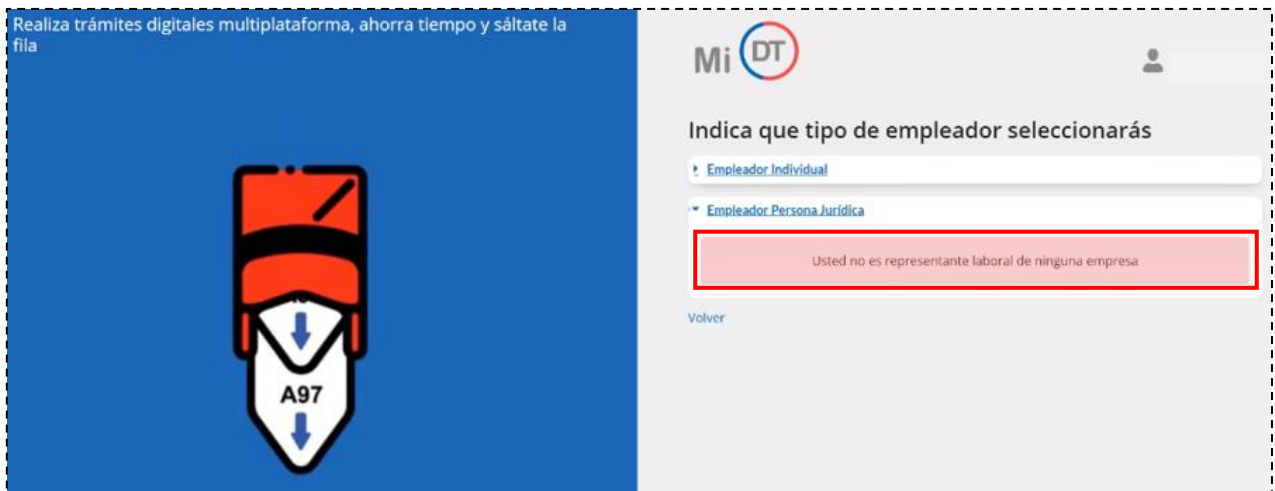 Realiza trámites digitales multiplataforma, ahorra tiempo y sáltate la
fila
A97
Mi DT
Indica que tipo de empleador seleccionarás
Empleador Individual
Empleador Persona Jurídica
Usted no es representante laboral de ninguna empresa
Volver